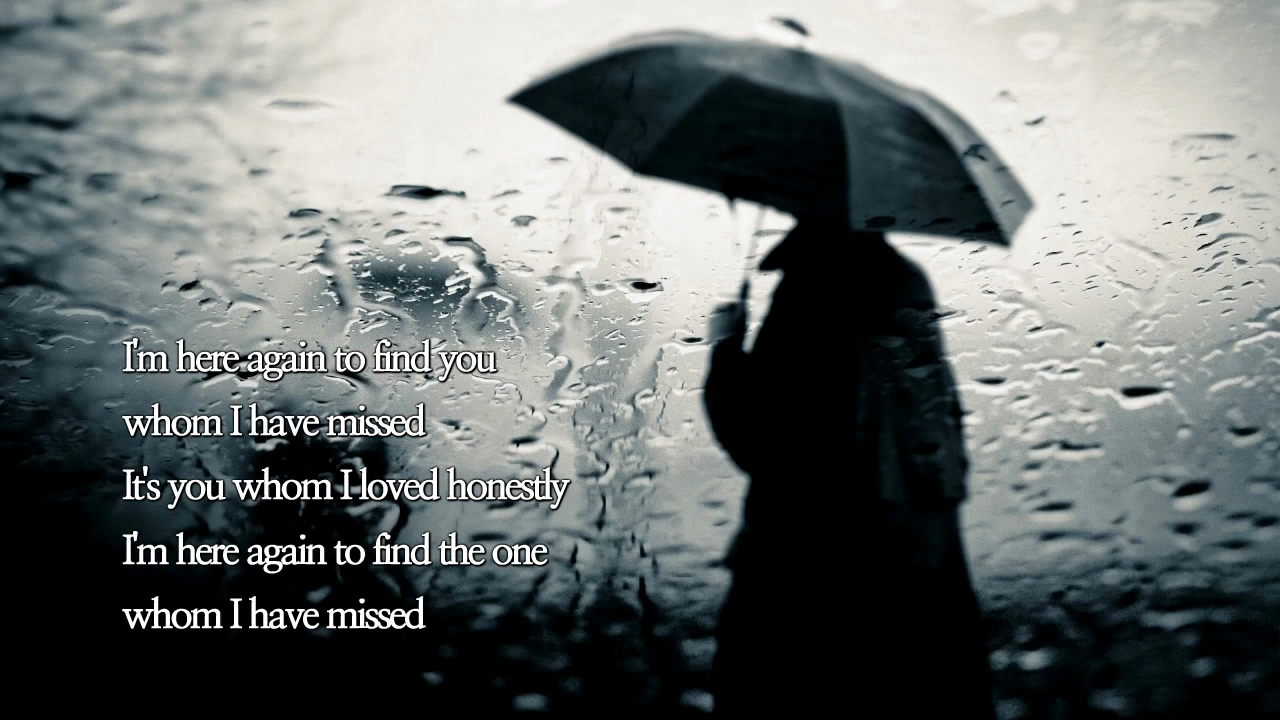 I'm here again to find you
whom I have missed
It's you whom I loved honestly
I'm here again to find the one
whom I have missed